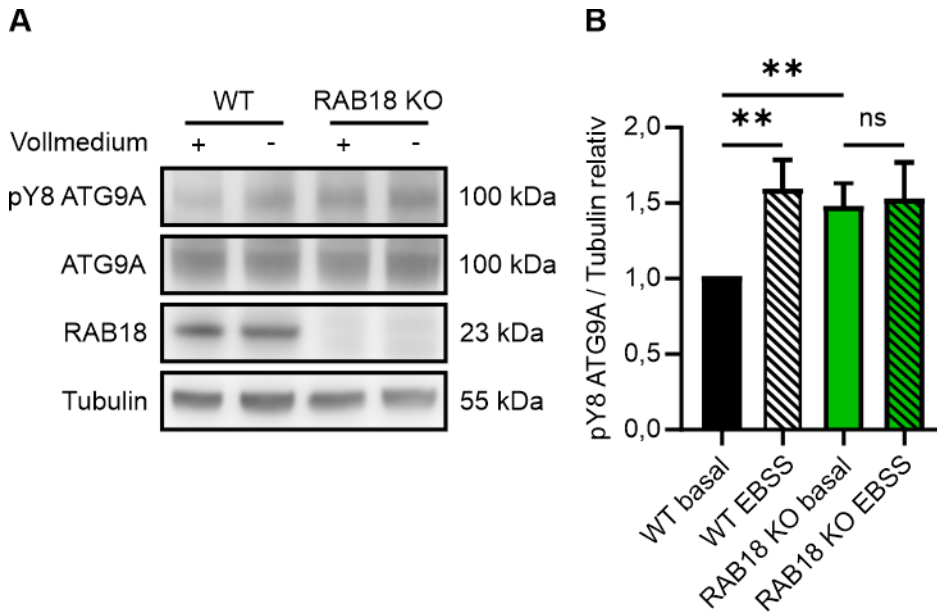 A
WT RAB18 KO
Vollmedium + - + -
pY8 ATG9A 100 kDa
ATG9A 100 kDa
RAB18 23 kDa
Tubulin 55 kDa
B
** 
** ns
pY8 ATG9A / Tubulin relativ
2,0
1,5
1,0
0,5
0,0
WT basal
WT EBSS
RAB18 KO basal
RAB18 KO EBSS